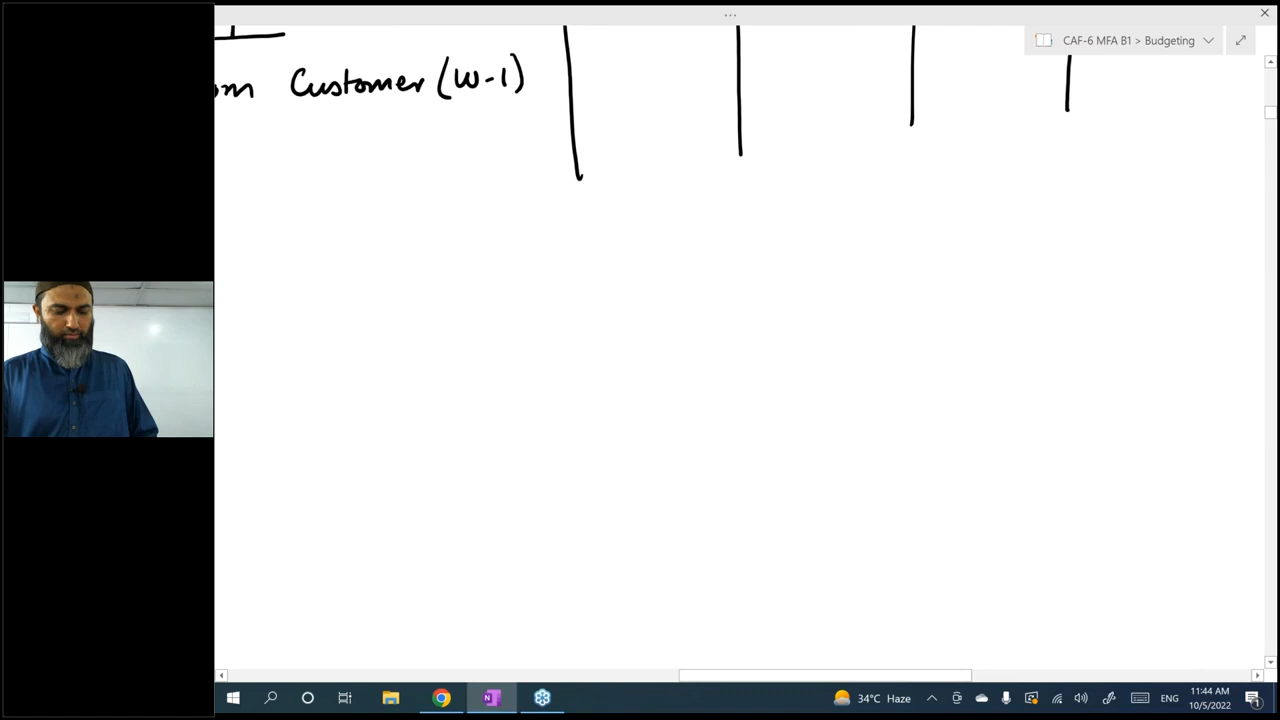 CAF-6 MFA B1 > Budgeting
om Customer (W-1)
34°C Haze
ENG
11:44 AM
10/5/2022